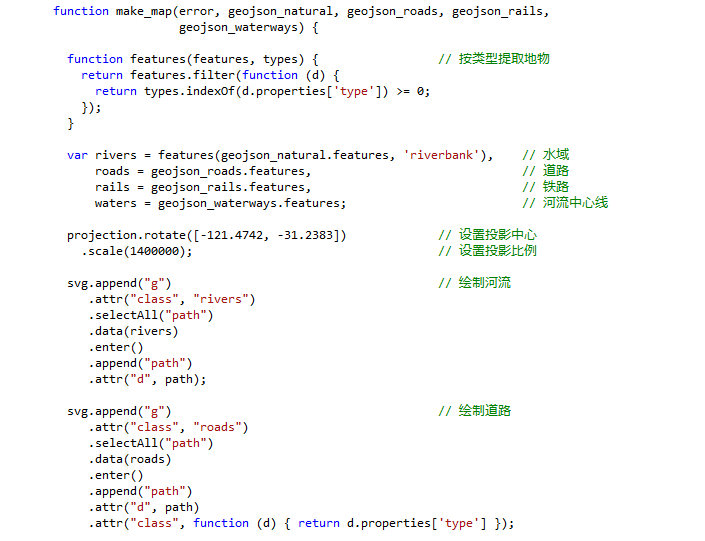 function make_map(error, geojson_natural, geojson_roads, geojson_rails,
geojson_waterways) {
function features(features, types) { // 按类型提取地物
return features.filter(function (d) {
return types.indexOf(d.properties['type']) >= 0;
});
}
var rivers = features(geojson_natural.features, 'riverbank'), // 水域
roads = geojson_roads.features, // 道路
rails = geojson_rails.features, // 铁路
waters = geojson_waterways.features; // 河流中心线
projection.rotate([-121.4742, -31.2383]) // 设置投影中心
.scale(1400000); // 设置投影比例
svg.append("g") // 绘制河流
.attr("class", "rivers")
.selectAll("path")
.data(rivers)
.enter()
.append("path")
.attr("d", path);
svg.append("g") // 绘制道路
.attr("class", "roads")
.selectAll("path")
.data(roads)
.enter()
.append("path")
.attr("d", path)
.attr("class", function (d) { return d.properties['type'] });